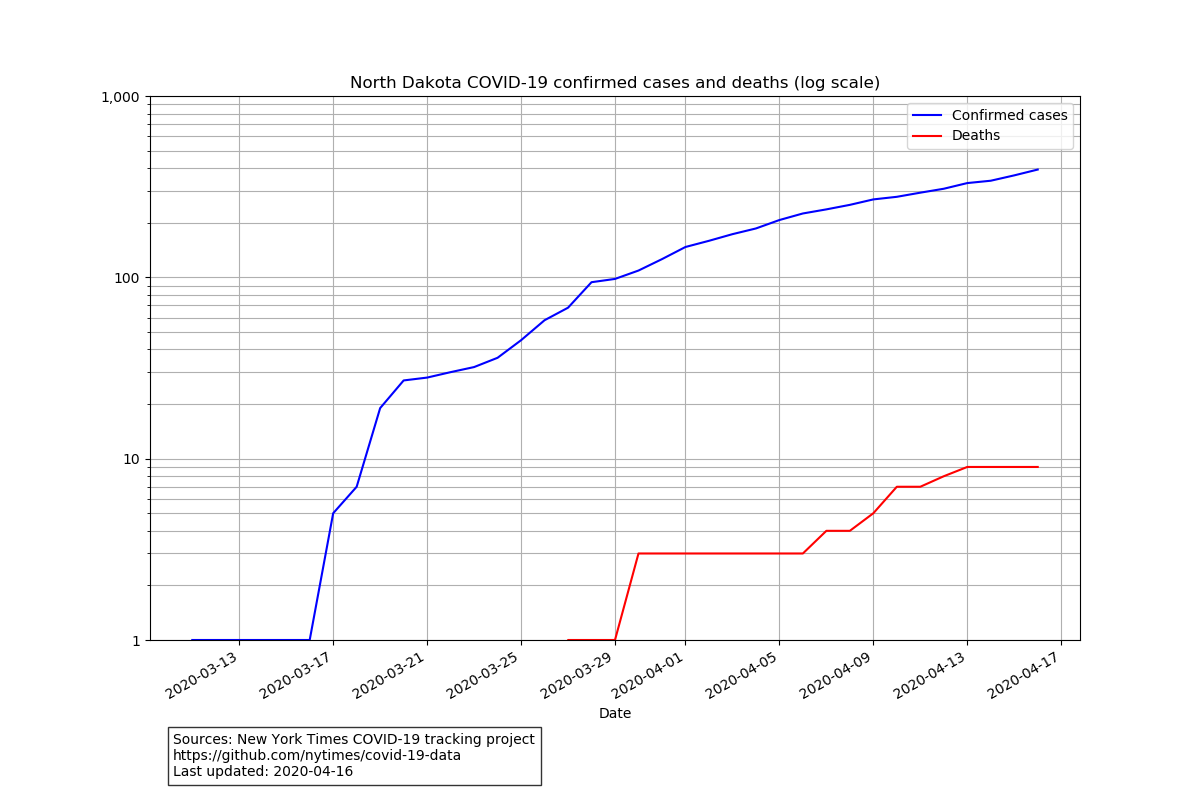 North Dakota COVID-19 confirmed cases and deaths (log scale)
1,000
100
10
1
Confirmed cases
Deaths
2020-03-13
2020-03-17
2020-03-21
2020-03-25
2020-03-29
2020-04-01
2020-04-05
2020-04-09
2020-04-13
2020-04-17
Date
Sources: New York Times COVID-19 tracking project
https://github.com/nytimes/covid-19-data
Last updated: 2020-04-16